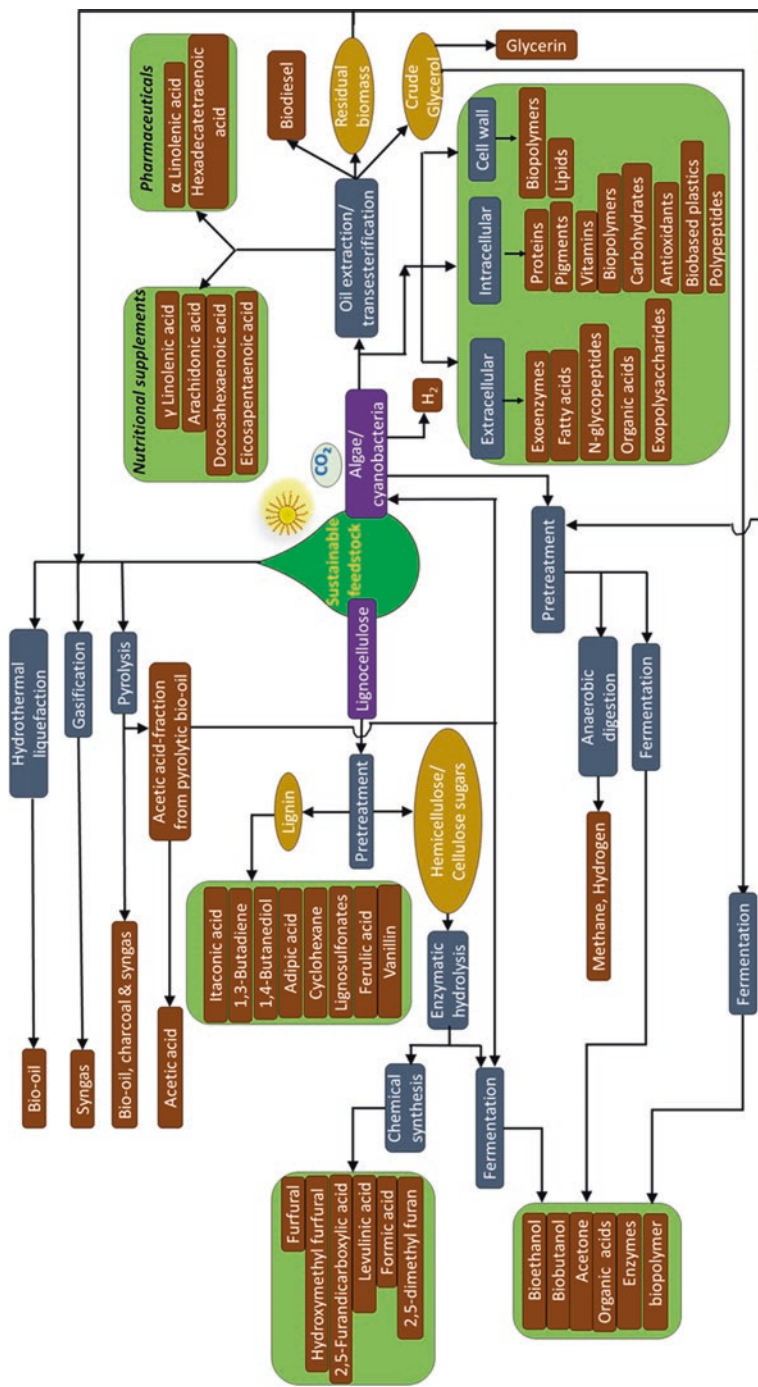 Nutritional supplements
γ Linolenic acid
Arachidonic acid
Docosahexaenoic acid
Eicosapentaenoic acid
Pharmaceuticals
α Linolenic acid
Hexadecatetraenoic
acid
Hydrothermal
liquefaction
Gasification
Pyrolysis
Bio-oil
Syngas
Bio-oil, charcoal & syngas
Acetic acid-fraction
from pyrolytic bio-oil
Acetic acid
Biodiesel
Residual
biomass
Crude
Glycerol
Glycerin
Oil extraction/
transesterification
CO2
Sustainable
feedstock
Algae/
cyanobacteria
Lignocellulose
H2
Pretreatment
Lignin
Hemicellulose/
Cellulose sugars
Itaconic acid
1,3-Butadiene
1,4-Butanediol
Adipic acid
Cyclohexane
Lignosulfonates
Ferulic acid
Vanillin
Enzymatic
hydrolysis
Chemical
synthesis
Fermentation
Furfural
Hydroxymethyl furfural
2,5-Furandicarboxylic acid
Levulinic acid
Formic acid
2,5-dimethyl furan
Extracellular
Exoenzymes
Fatty acids
N-glycopeptides
Organic acids
Exopolysaccharides
Intracellular
Proteins
Pigments
Vitamins
Biopolymers
Carbohydrates
Antioxidants
Biobased plastics
Polypeptides
Cell wall
Biopolymers
Lipids
Pretreatment
Anaerobic
digestion
Fermentation
Methane, Hydrogen
Fermentation
Bioethanol
Biobutanol
Acetone
Organic acids
Enzymes
biopolymer